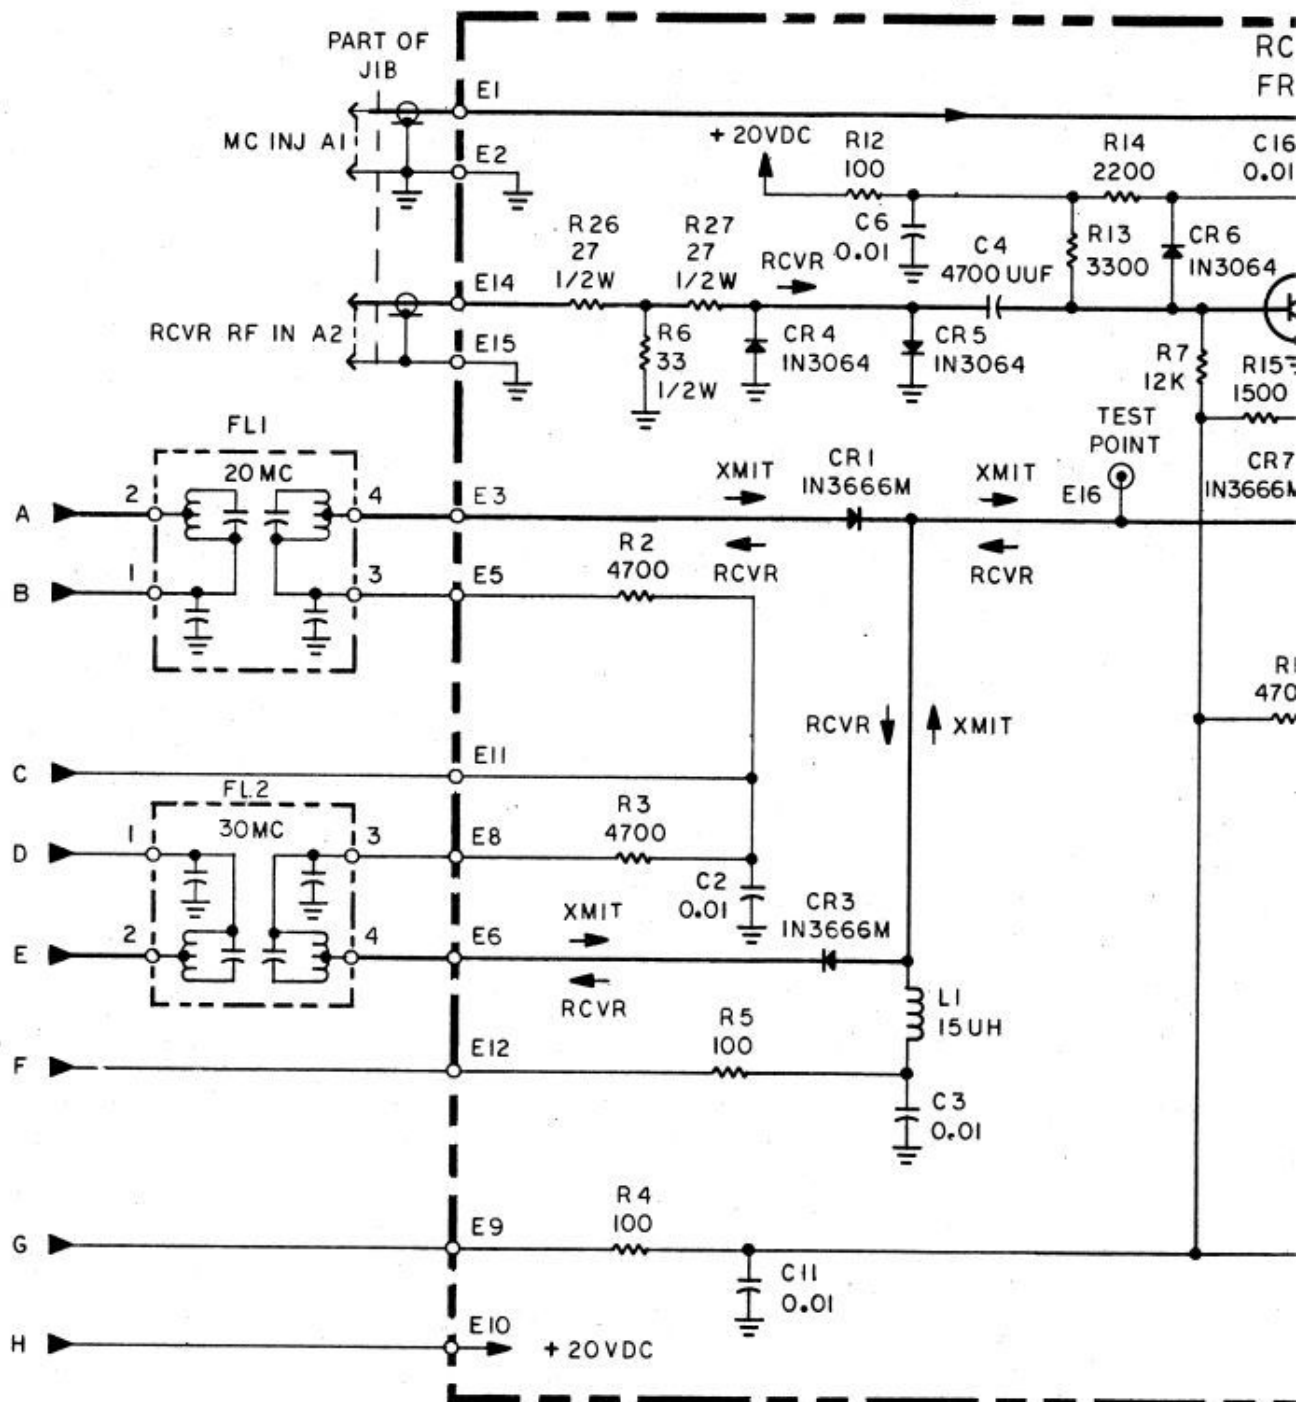 RC
FR
PART OF
J1B
E1
MC INJ A1
E2
+ 20VDC
R12
100
R14
2200
C16
0.01
R26
27
1/2W
R27
27
1/2W
RCVR
C6
0.01
C4
4700 UUF
R13
3300
CR6
IN3064
E14
RCVR RF IN A2
E15
R6
33
1/2W
CR4
IN3064
CR5
IN3064
R7
12K
R15
1500
FL1
20MC
2
4
1
3
A
B
E3
XMIT
RCVR
CR1
IN3666M
XMIT
RCVR
TEST
POINT
E16
CR7
IN3666M
E5
R2
4700
RCVR
XMIT
R1
470
C
E11
FL2
30MC
1
3
2
4
D
E8
R3
4700
C2
0.01
E
E6
XMIT
RCVR
CR3
IN3666M
L1
15UH
F
E12
R5
100
C3
0.01
G
E9
R4
100
C11
0.01
H
E10
+ 20VDC